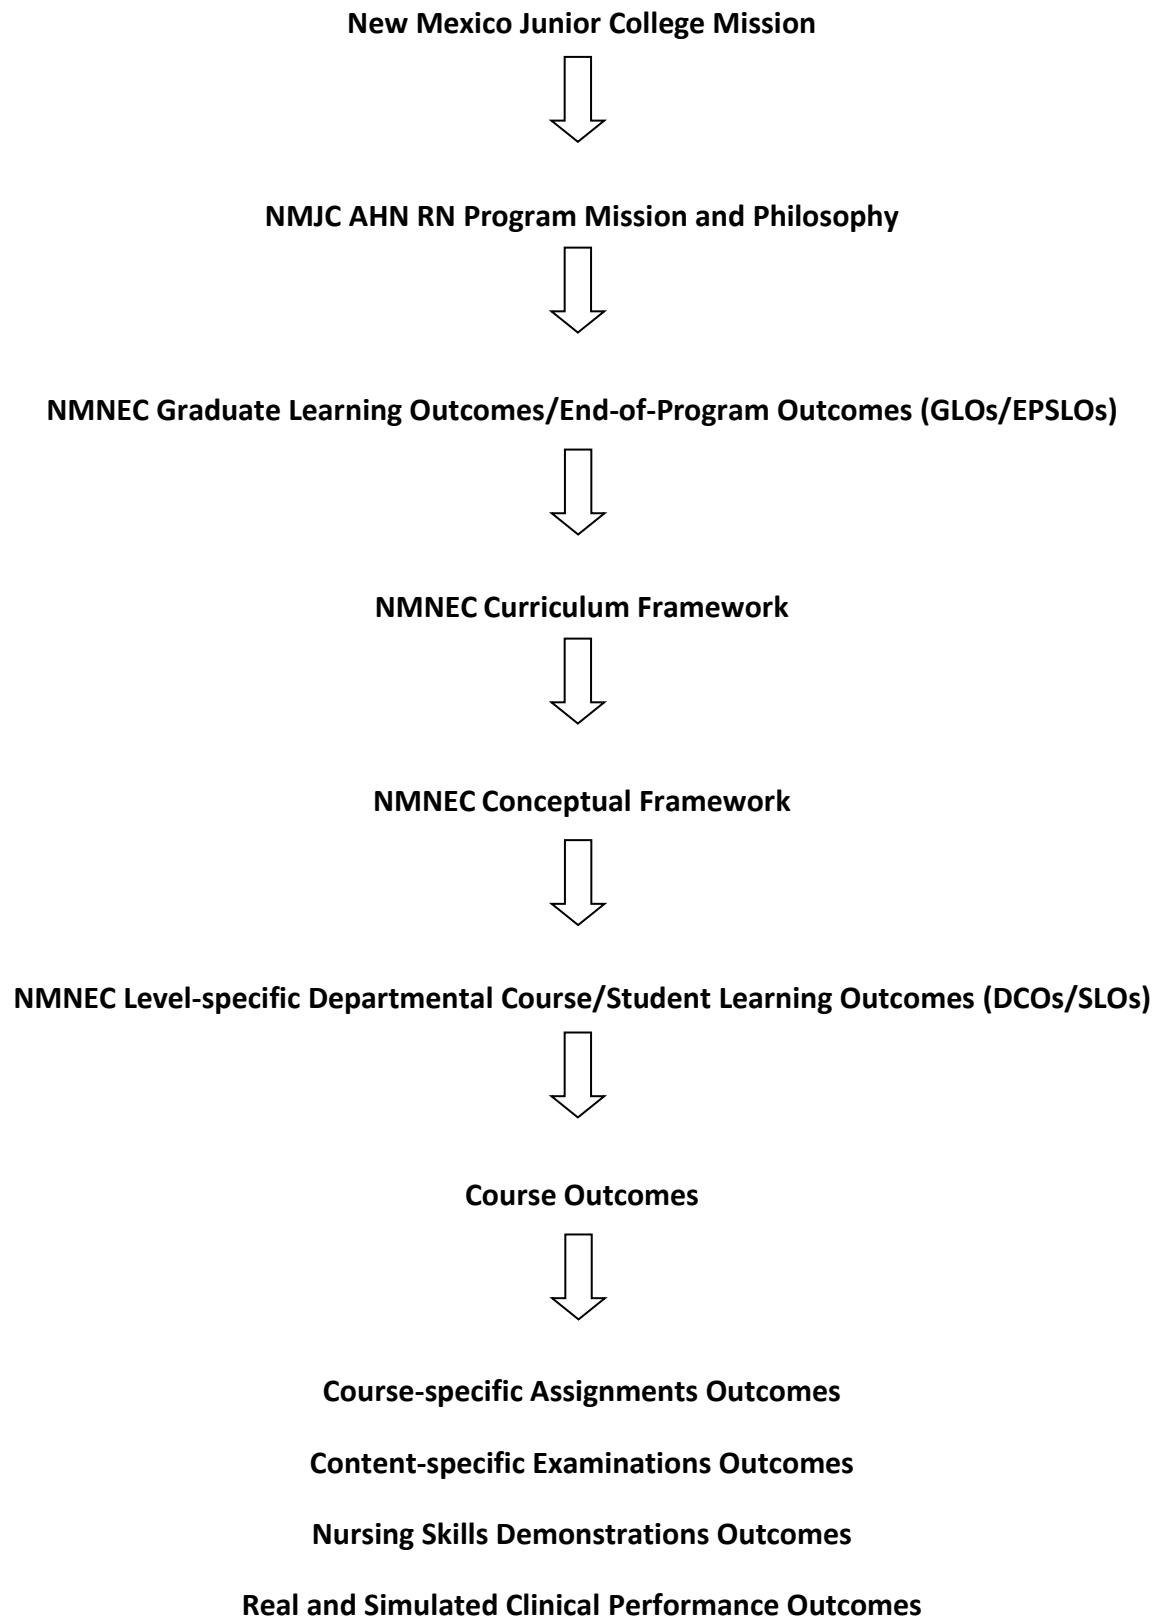 New Mexico Junior College Mission
NMJC AHN RN Program Mission and Philosophy
NMNEC Graduate Learning Outcomes/End-of-Program Outcomes (GLOs/EPSLOs)
NMNEC Curriculum Framework
NMNEC Conceptual Framework
NMNEC Level-specific Departmental Course/Student Learning Outcomes (DCOs/SLOs)
Course Outcomes
Course-specific Assignments Outcomes
Content-specific Examinations Outcomes
Nursing Skills Demonstrations Outcomes
Real and Simulated Clinical Performance Outcomes